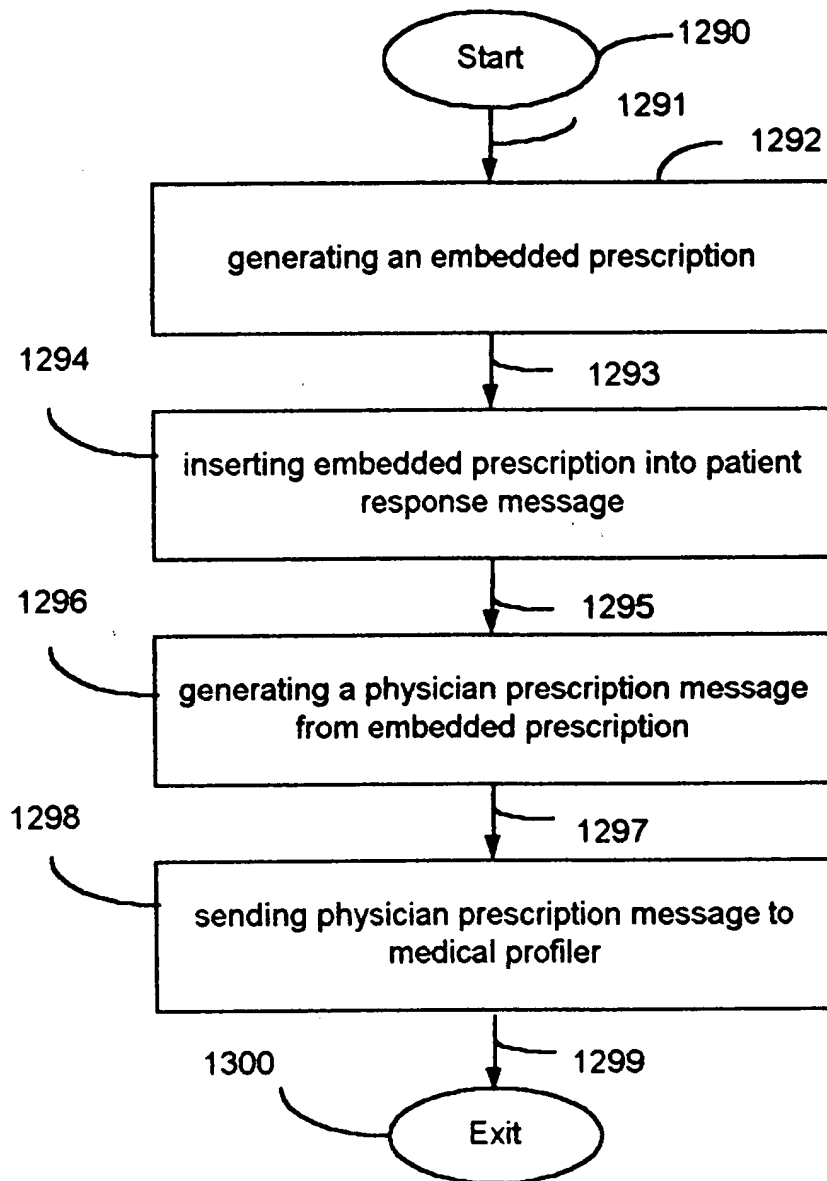 Start
1290
1291
1292
generating an embedded prescription
1294
1293
inserting embedded prescription into patient
response message
1296
1295
generating a physician prescription message
from embedded prescription
1298
1297
sending physician prescription message to
medical profiler
1300
1299
Exit